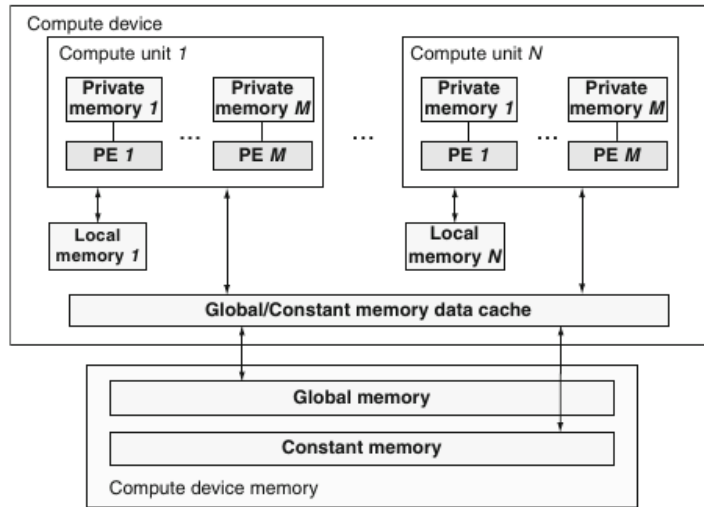 Compute device
Compute unit 1
Compute unit N
Private
memory 1
Private
memory M
Private
memory 1
Private
memory M
...
...
...
PE 1
PE M
PE 1
PE M
Local
memory 1
Local
memory N
Global/Constant memory data cache
Global memory
Constant memory
Compute device memory